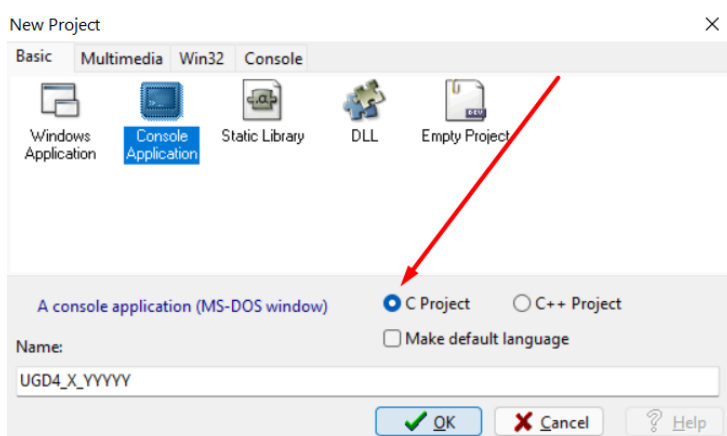 New Project
Basic Multimedia Win32 Console
Windows Application
Console Application
Static Library
DLL
Empty Project
A console application (MS-DOS window)
C Project C++ Project
Make default language
Name:
UGD4_X_YYYYY
OK Cancel Help